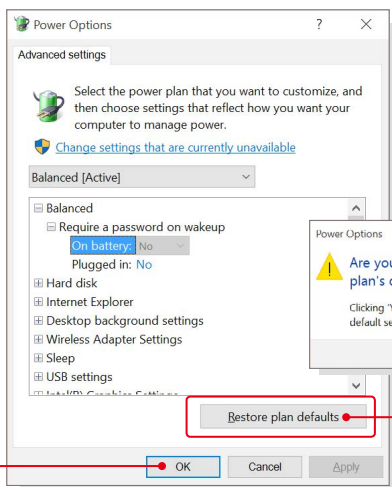 Power Options
Advanced settings
Select the power plan that you want to customize, and
then choose settings that reflect how you want your
computer to manage power.
Change settings that are currently unavailable
Balanced [Active]
Balanced
Require a password on wakeup
On battery: No
Plugged in: No
Hard disk
Internet Explorer
Desktop background settings
Wireless Adapter Settings
Sleep
USB settings
Intel(R) Graphics Settings
Power Options
Are you
plan's
Clicking
default
Restore plan defaults
OK
Cancel
Apply